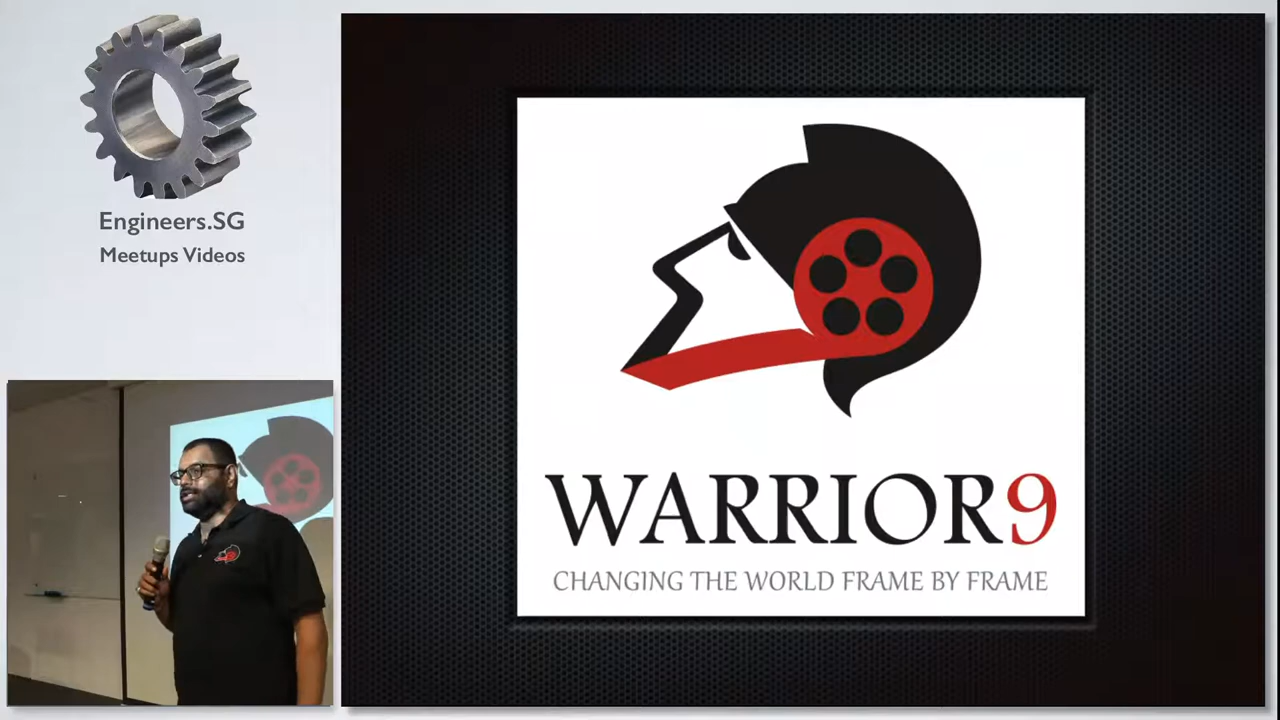 Engineers.SG
Meetups Videos
WARRIOR9
CHANGING THE WORLD FRAME BY FRAME